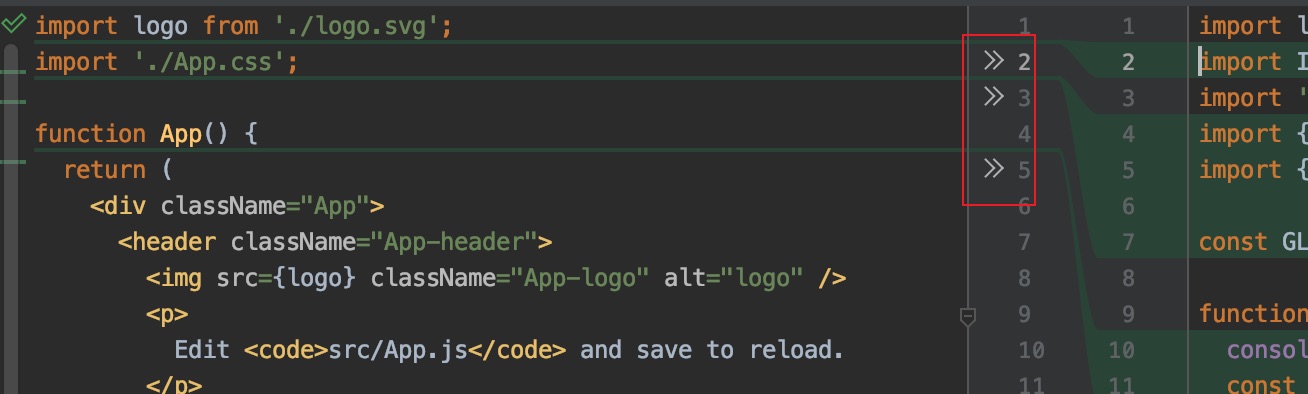 import logo from './logo.svg'; 1 1 import l
import './App.css'; 2 2 import I
3 3 import '
function App() { 4 4 import {
return ( 5 5 import {
<div className="App"> 6 6
<header className="App-header"> 7 7 const GL
<img src={logo} className="App-logo" alt="logo" /> 8 8
<p> 9 9 function
Edit <code>src/App.js</code> and save to reload. 10 10 consol
</p> 11 11 const